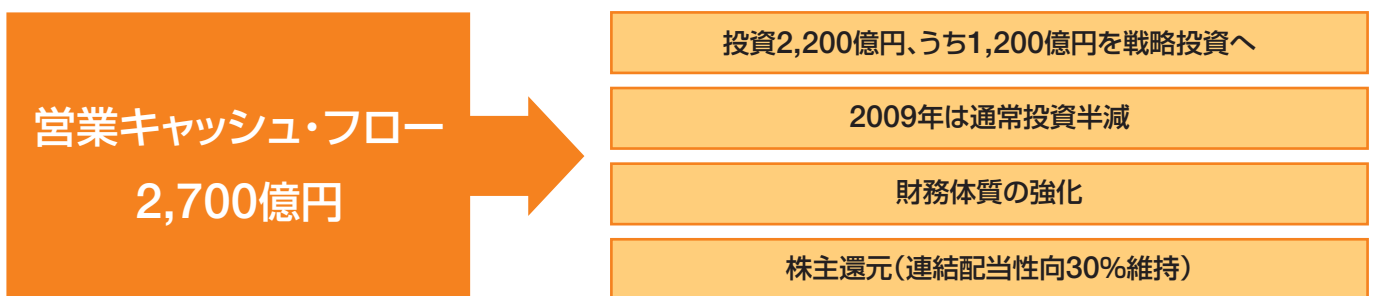 営業キャッシュ・フロー
2,700億円
投資2,200億円、うち1,200億円を戦略投資へ
2009年は通常投資半減
財務体質の強化
株主還元（連結配当性向30％維持）